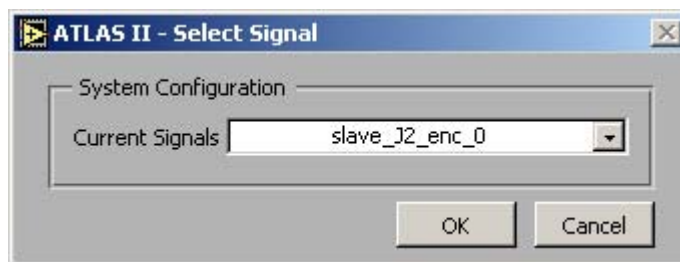 ATLAS II - Select Signal
System Configuration
Current Signals slave_J2_enc_0
OK Cancel